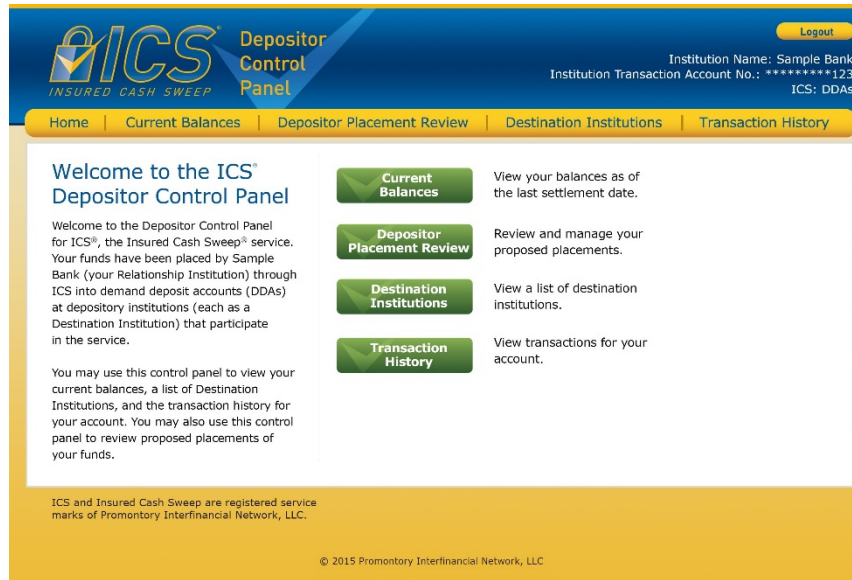 ICS®
INSURED CASH SWEEP
Depositor
Control
Panel
Logout
Institution Name: Sample Bank
Institution Transaction Account No.: *********123
ICS: DDAs
Home | Current Balances | Depositor Placement Review | Destination Institutions | Transaction History
Welcome to the ICS®
Depositor Control Panel
Welcome to the Depositor Control Panel
for ICS®, the Insured Cash Sweep® service.
Your funds have been placed by Sample
Bank (your Relationship Institution) through
ICS into demand deposit accounts (DDAs)
at depository institutions (each as a
Destination Institution) that participate
in the service.
You may use this control panel to view your
current balances, a list of Destination
Institutions, and the transaction history for
your account. You may also use this control
panel to review proposed placements of
your funds.
Current
Balances
View your balances as of
the last settlement date.
Depositor
Placement Review
Review and manage your
proposed placements.
Destination
Institutions
View a list of destination
institutions.
Transaction
History
View transactions for your
account.
ICS and Insured Cash Sweep are registered service
marks of Promontory Interfinancial Network, LLC.
© 2015 Promontory Interfinancial Network, LLC